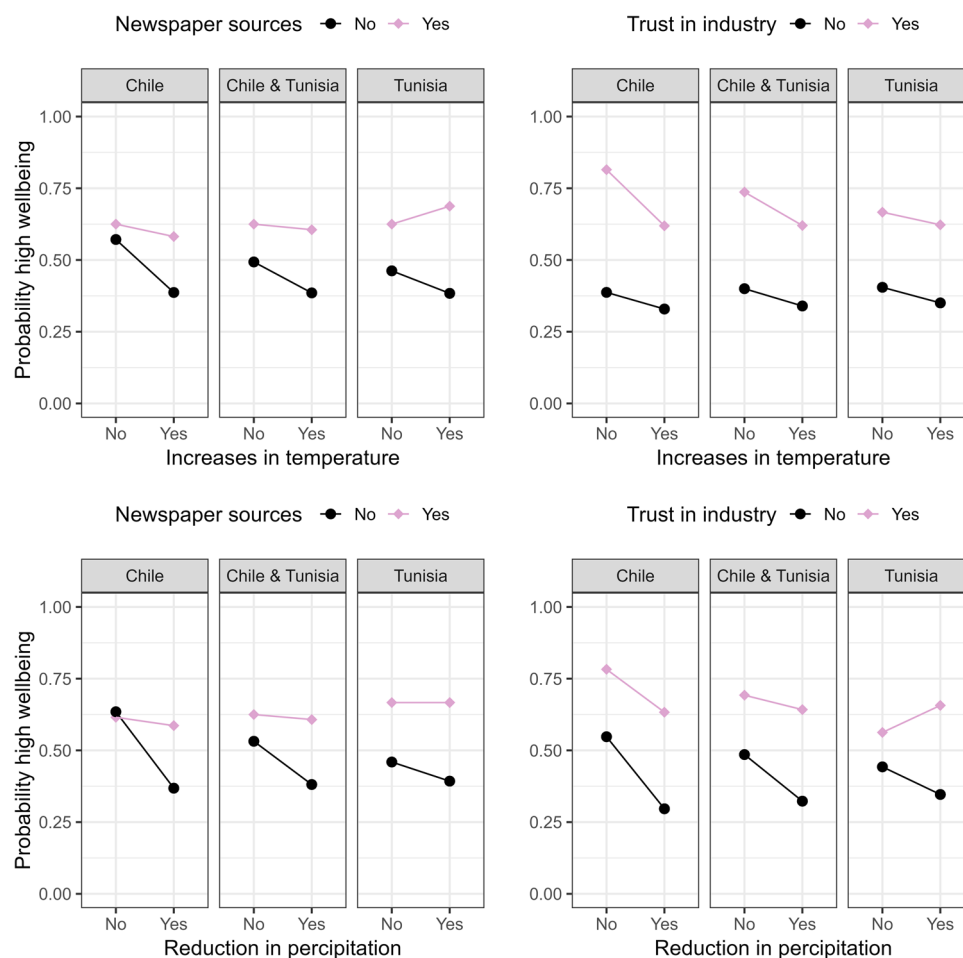 Newspaper sources No Yes
Trust in industry No Yes
Chile Chile & Tunisia Tunisia
Chile Chile & Tunisia Tunisia
Probability high wellbeing
1.00
0.75
0.50
0.25
0.00
No Yes No Yes No Yes
No Yes No Yes No Yes
Increases in temperature
Increases in temperature
Newspaper sources No Yes
Trust in industry No Yes
Chile Chile & Tunisia Tunisia
Chile Chile & Tunisia Tunisia
Probability high wellbeing
1.00
0.75
0.50
0.25
0.00
No Yes No Yes No Yes
No Yes No Yes No Yes
Reduction in percipitation
Reduction in percipitation